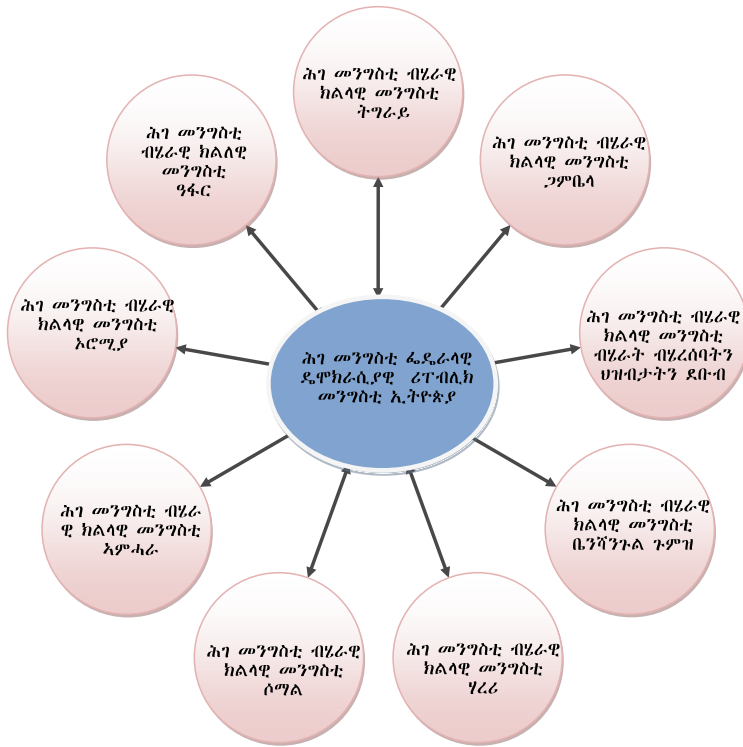 ሕገ መንግስቲ ብሄራዊ
ክልላዊ መንግስቲ
ትግራይ
ሕገ መንግስቲ
ብሄራዊ ክልለዊ
መንግስቲ
ዓፋር
ሕገ መንግስቲ ብሄራዊ
ክልላዊ መንግስቲ
ጋምቤላ
ሕገ መንግስቲ ብሄራዊ
ክልላዊ መንግስቲ
ኦሮሚያ
ሕገ መንግስቲ ፌዴራላዊ
ዴሞክራሲያዊ ሪፐብሊክ
መንግስቲ ኢትዮጵያ
ሕገ መንግስቲ ብሄራዊ
ክልላዊ መንግስቲ
ብሄራት ብሄረሰባትን
ህዝብታትን ደቡብ
ሕገ መንግስቲ ብሄራ
ዊ ክልላዊ መንግስቲ
ኣምሓራ
ሕገ መንግስቲ ብሄራዊ
ክልላዊ መንግስቲ
ቤንሻንጉል ጉምዝ
ሕገ መንግስቲ ብሄራዊ
ክልላዊ መንግስቲ
ሶማል
ሕገ መንግስቲ ብሄራዊ
ክልላዊ መንግስቲ
ሃረሪ